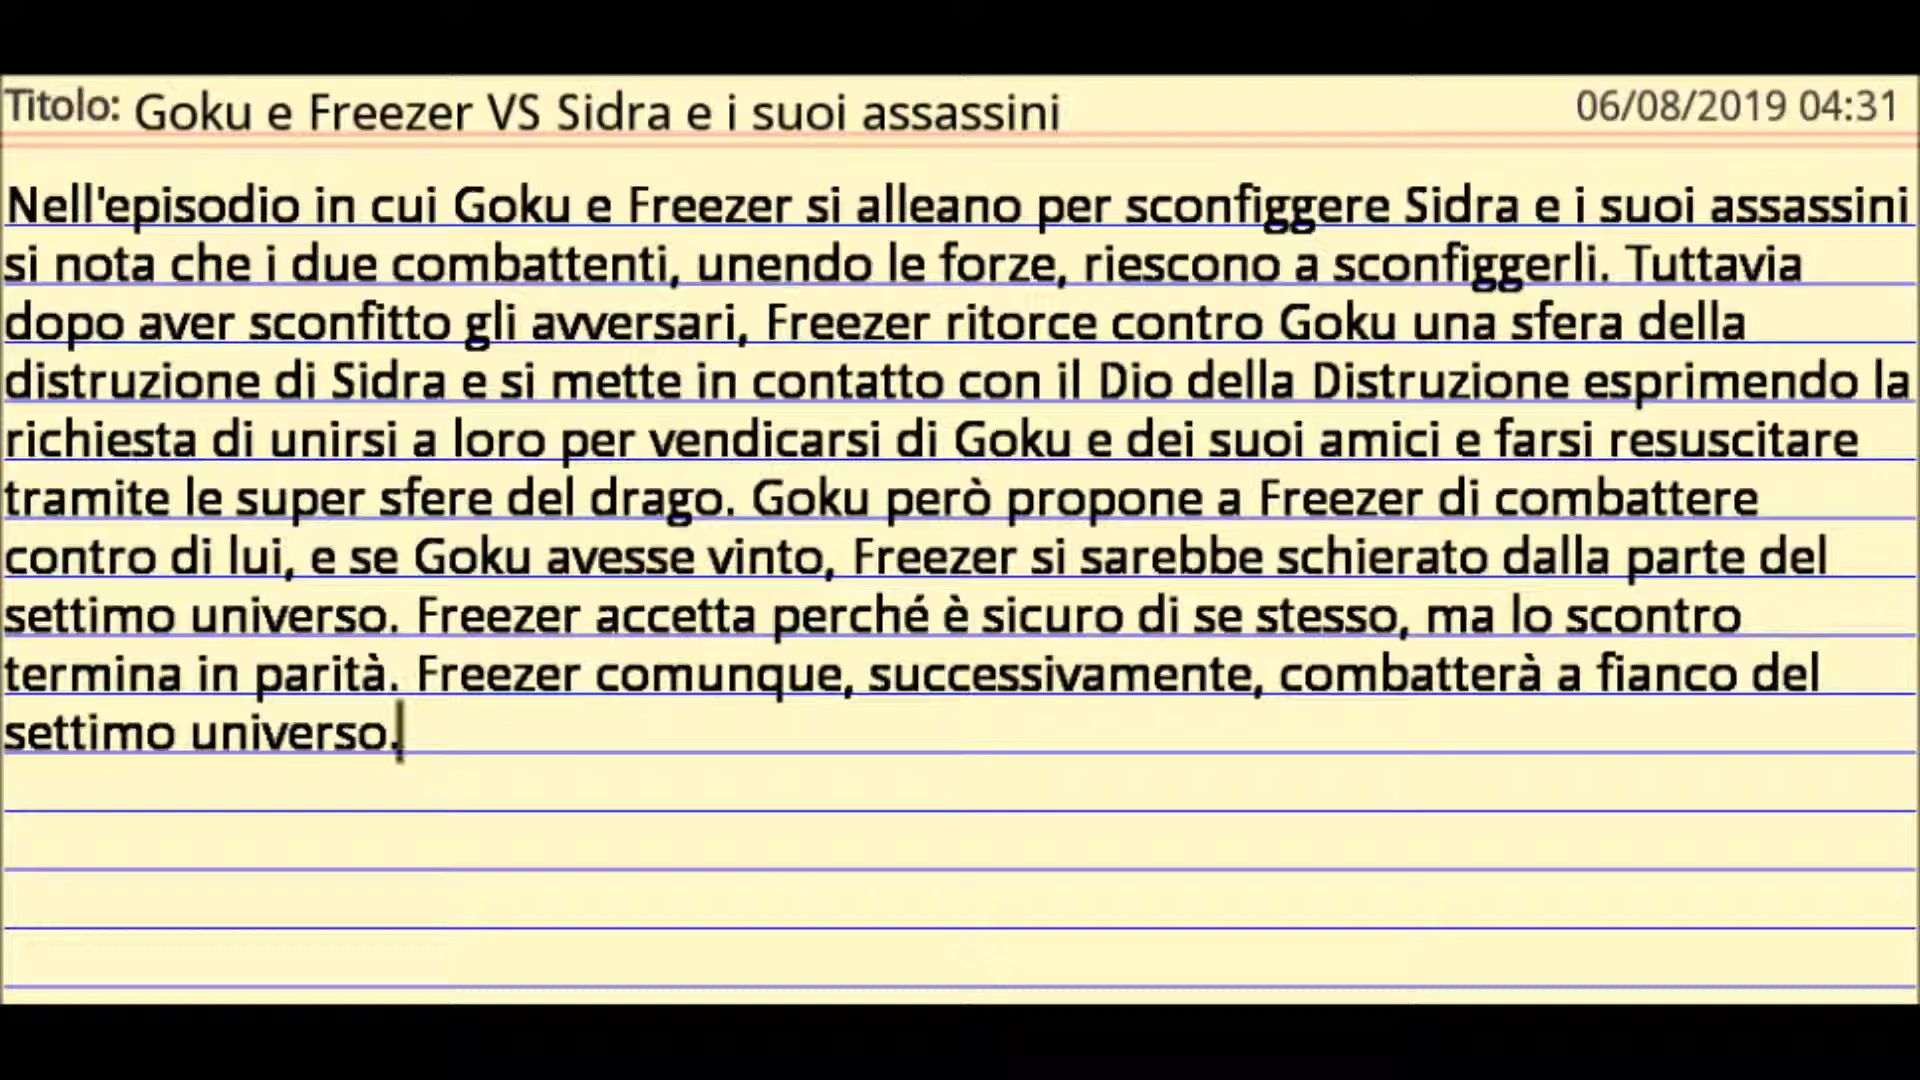 Titolo: Goku e Freezer VS Sidra e i suoi assassini 06/08/2019 04:31
Nell'episodio in cui Goku e Freezer si alleano per sconfiggere Sidra e i suoi assassini
si nota che i due combattenti, unendo le forze, riescono a sconfiggerli. Tuttavia
dopo aver sconfitto gli avversari, Freezer ritorce contro Goku una sfera della
distruzione di Sidra e si mette in contatto con il Dio della Distruzione esprimendo la
richiesta di unirsi a loro per vendicarsi di Goku e dei suoi amici e farsi resuscitare
tramite le super sfere del drago. Goku però propone a Freezer di combattere
contro di lui, e se Goku avesse vinto, Freezer si sarebbe schierato dalla parte del
settimo universo. Freezer accetta perché è sicuro di se stesso, ma lo scontro
termina in parità. Freezer comunque, successivamente, combatterà a fianco del
settimo universo.